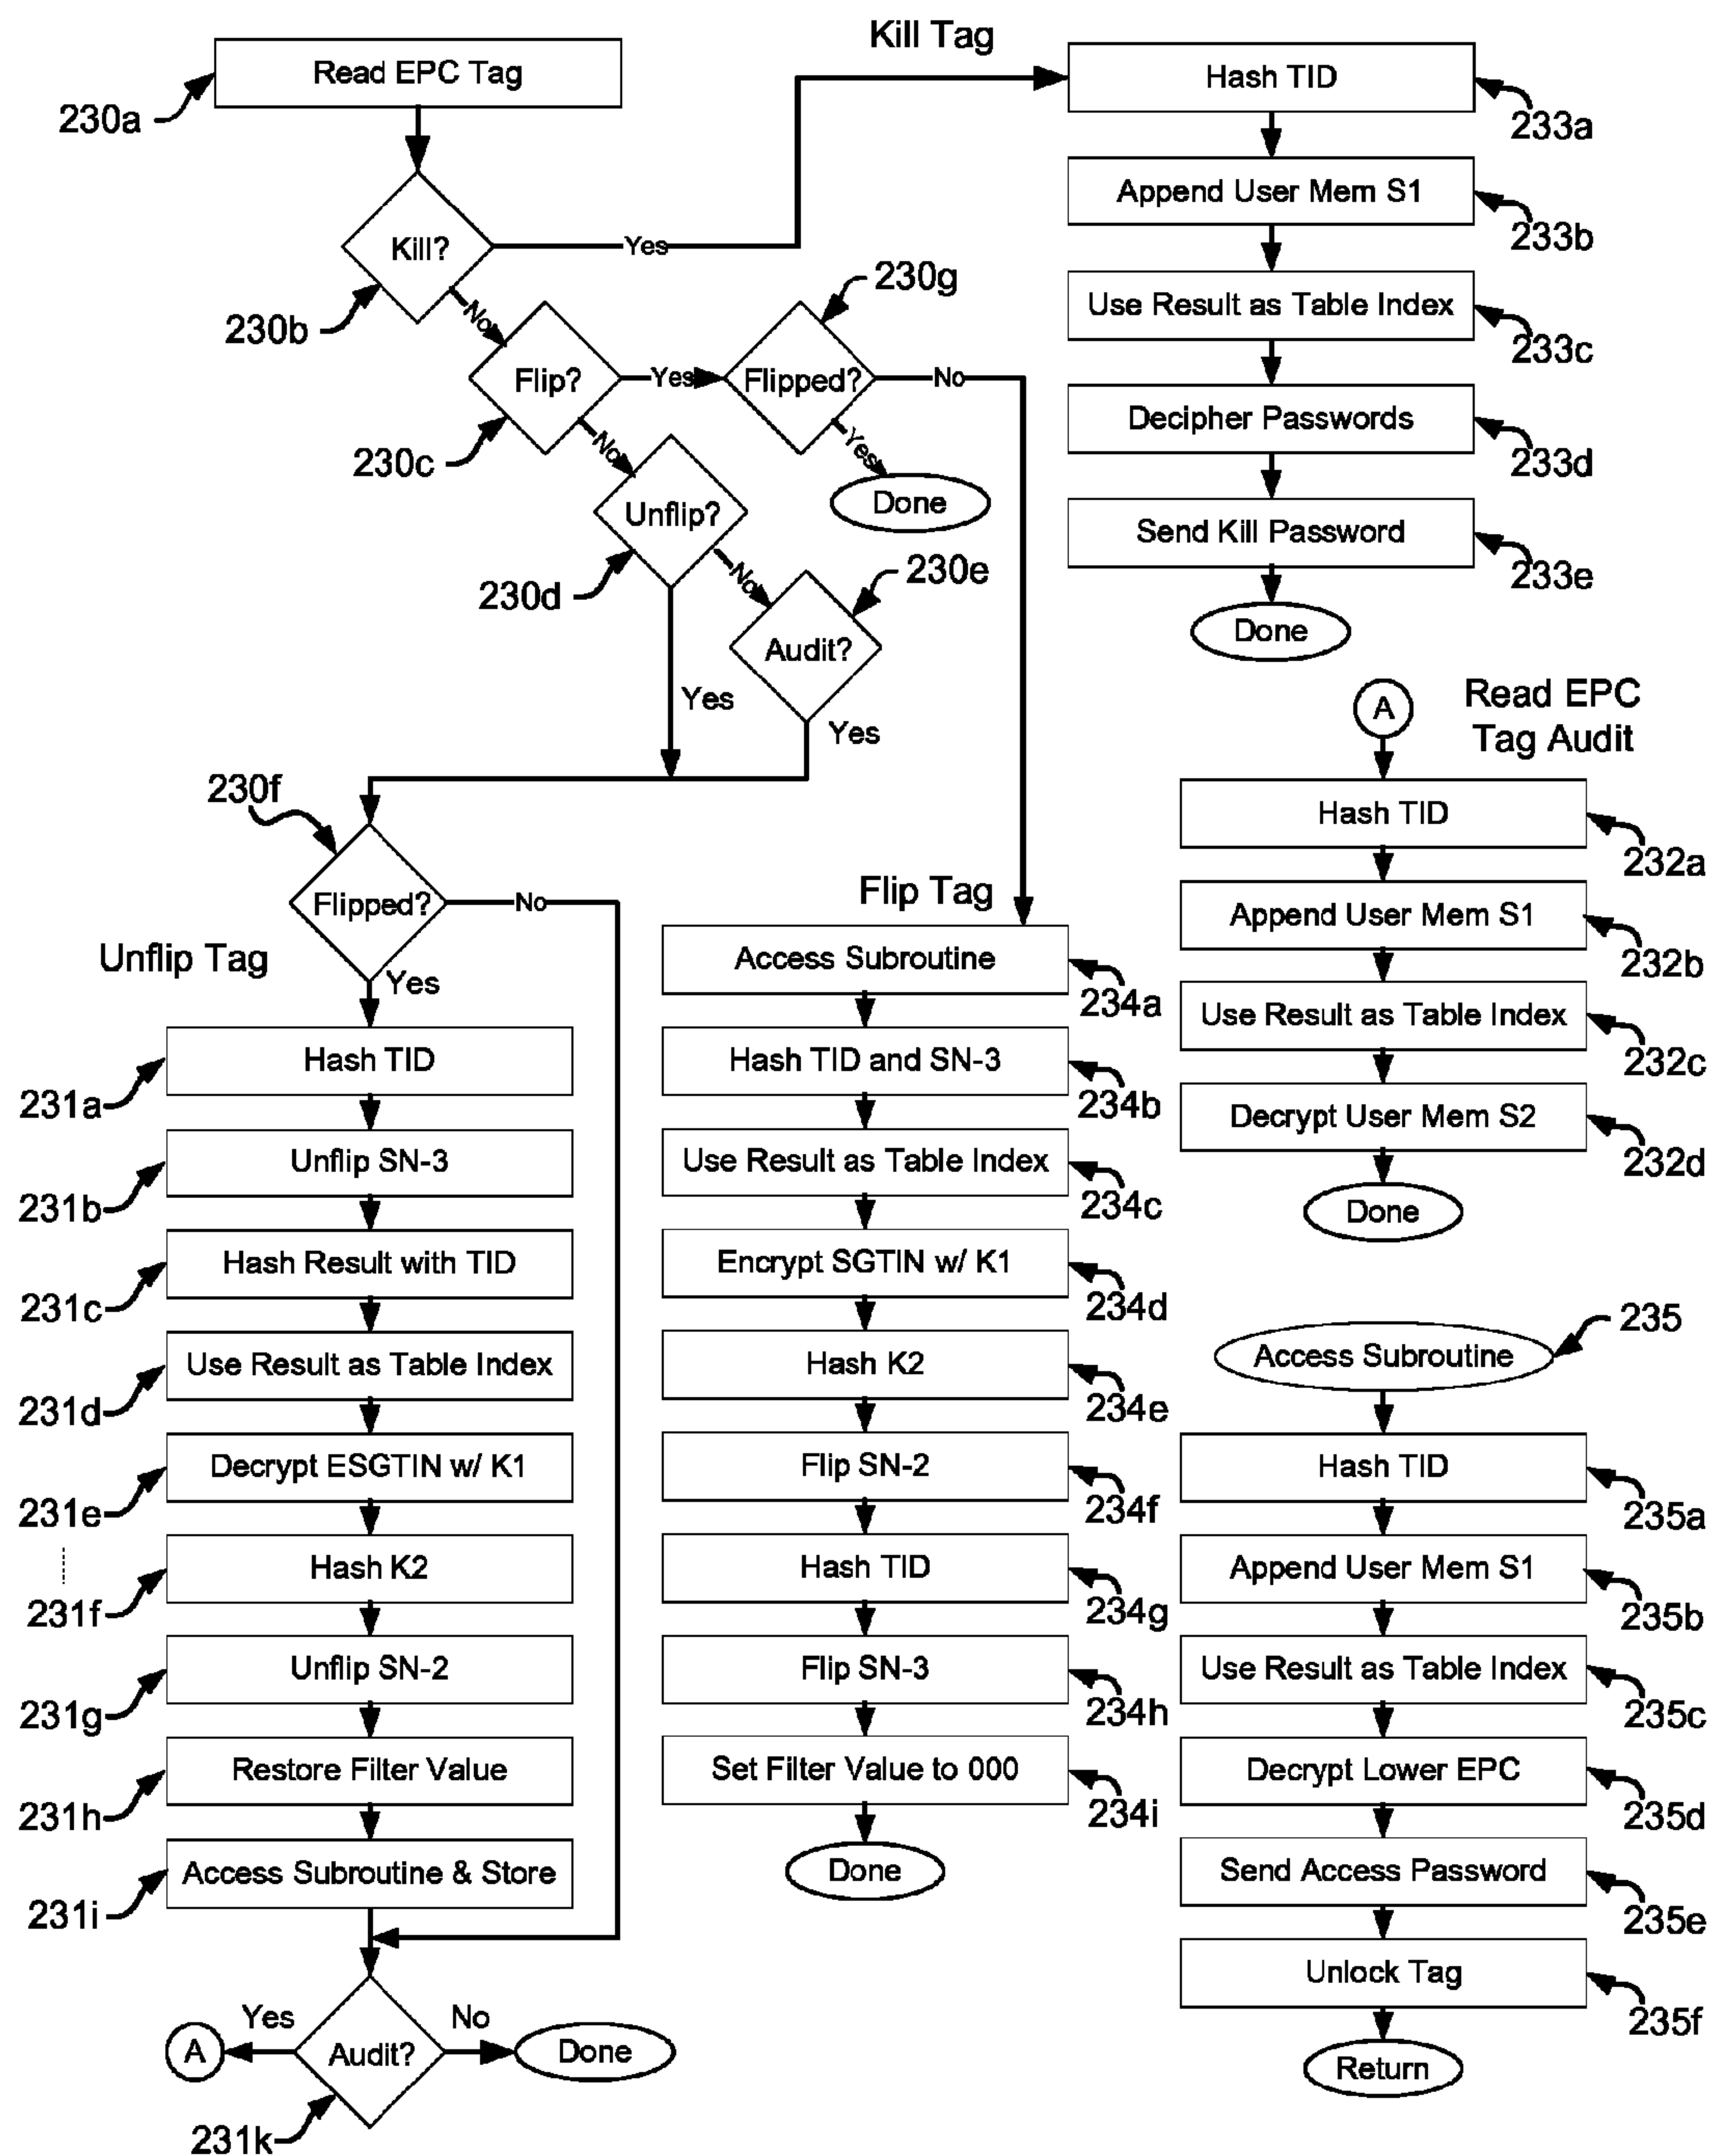 Read EPC Tag
230a
Kill?
230b
Yes
No
Flip?
230c
Yes
No
Flipped?
230g
No
Yes
Done
Unflip?
230d
No
Yes
Audit?
230e
Yes
Flipped?
230f
No
Yes
Unflip Tag
Hash TID
231a
Unflip SN-3
231b
Hash Result with TID
231c
Use Result as Table Index
231d
Decrypt ESGTIN w/ K1
231e
Hash K2
231f
Unflip SN-2
231g
Restore Filter Value
231h
Access Subroutine & Store
231i
Audit?
231k
Yes
A
No
Done
Kill Tag
Hash TID
233a
Append User Mem S1
233b
Use Result as Table Index
233c
Decipher Passwords
233d
Send Kill Password
233e
Done
Flip Tag
Access Subroutine
234a
Hash TID and SN-3
234b
Use Result as Table Index
234c
Encrypt SGTIN w/ K1
234d
Hash K2
234e
Flip SN-2
234f
Hash TID
234g
Flip SN-3
234h
Set Filter Value to 000
234i
Done
A
Read EPC
Tag Audit
Hash TID
232a
Append User Mem S1
232b
Use Result as Table Index
232c
Decrypt User Mem S2
232d
Done
235
Access Subroutine
Hash TID
235a
Append User Mem S1
235b
Use Result as Table Index
235c
Decrypt Lower EPC
235d
Send Access Password
235e
Unlock Tag
235f
Return